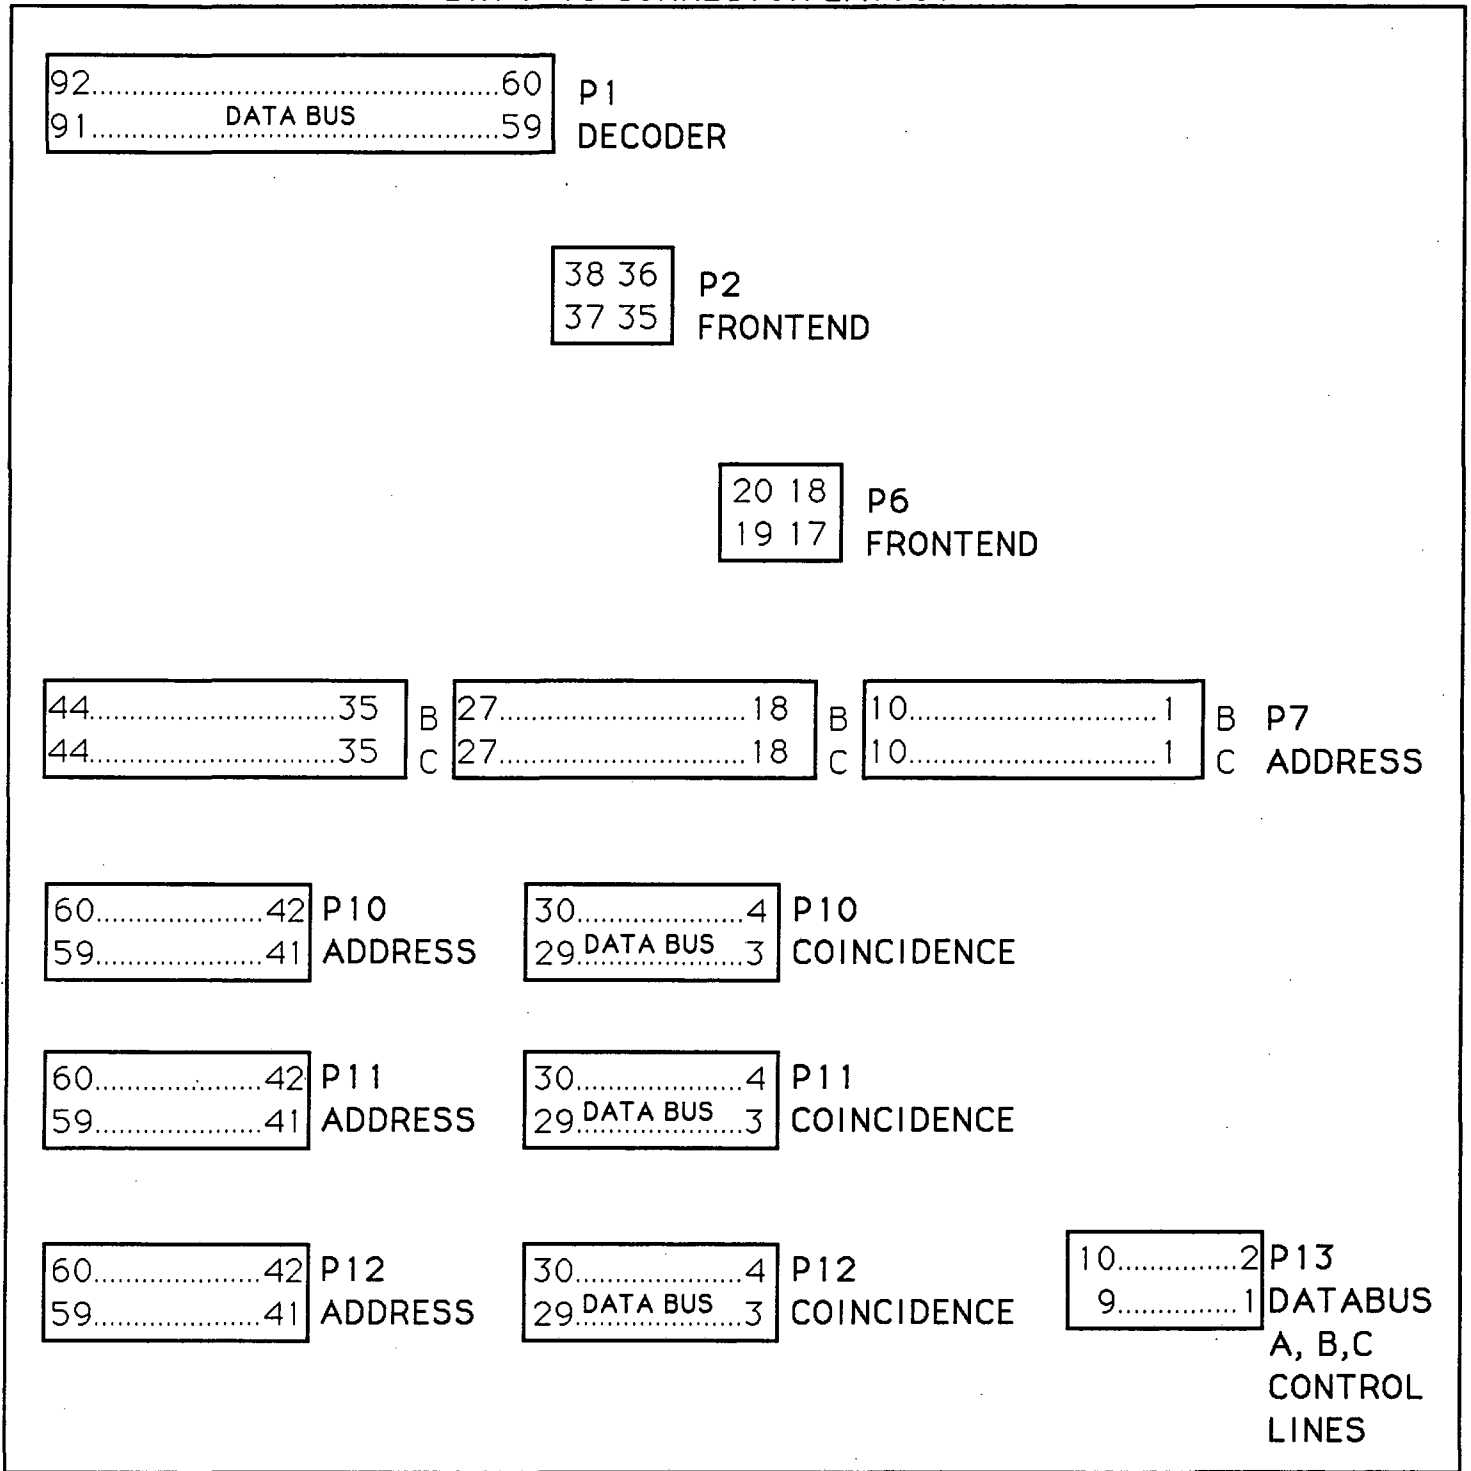 92..................................................60 P1
91........DATA BUS........59 DECODER
38 36 P2
37 35 FRONTEND
20 18 P6
19 17 FRONTEND
44.............................35 B 27.............................18 B 10.............................1 B P7
44.............................35 C 27.............................18 C 10.............................1 C ADDRESS
60....................42 P10 30....................4 P10
59....................41 ADDRESS 29 DATA BUS 3 COINCIDENCE
60....................42 P11 30....................4 P11
59....................41 ADDRESS 29 DATA BUS 3 COINCIDENCE
60....................42 P12 30....................4 P12 10..............2 P13
59....................41 ADDRESS 29 DATA BUS 3 COINCIDENCE 9..............1 DATABUS
A, B,C
CONTROL
LINES